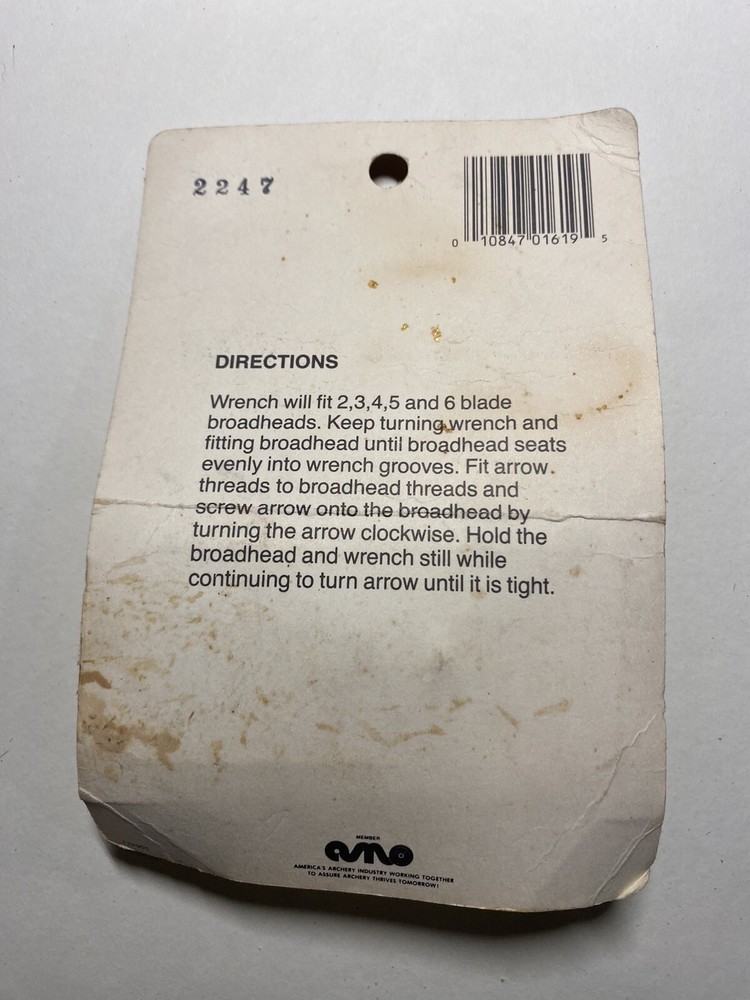 2247
0 10847 01619 5
DIRECTIONS
Wrench will fit 2,3,4,5 and 6 blade
broadheads. Keep turning wrench and
fitting broadhead until broadhead seats
evenly into wrench grooves. Fit arrow
threads to broadhead threads and
screw arrow onto the broadhead by
turning the arrow clockwise. Hold the
broadhead and wrench still while
continuing to turn arrow until it is tight.
MEMBER
amo
AMERICA'S ARCHERY INDUSTRY WORKING TOGETHER
TO ASSURE ARCHERY THRIVES TOMORROW!